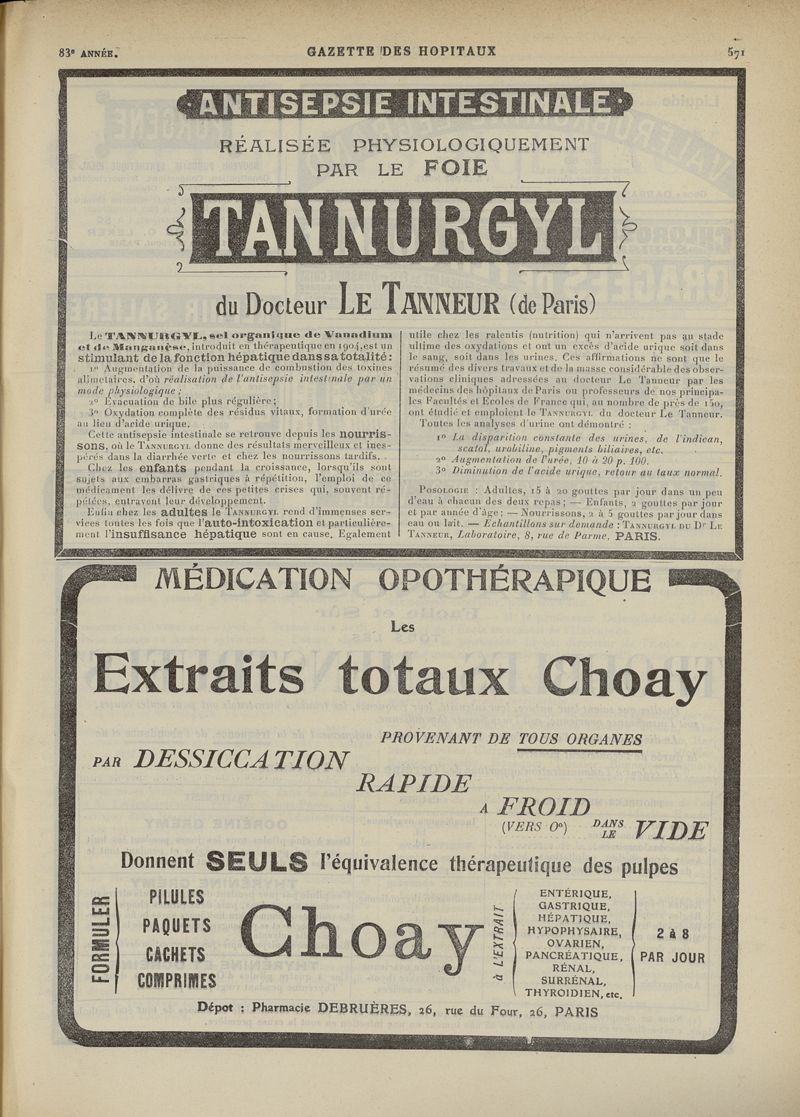 83e ANNÉE.
GAZETTE DES HOPITAUX
571
ANTISEPSIE INTESTINALE
RÉALISÉE PHYSIOLOGIQUEMENT
PAR LE FOIE
TANNURGYL
du Docteur LE TANNEUR (de Paris)
Le TANNURGYL, sel organique de Vanadium
et de Manganèse, introduit en thérapeutique en 1904, est un
stimulant de la fonction hépatique dans sa totalité :
1o Augmentation de la puissance de combustion des toxines
alimetaires, d'où réalisation de l'antisepsie intestinale par un
mode physiologique ;
2o Evacuation de bile plus régulière ;
3o Oxydation complète des résidus vitaux, formation d'urée
au lieu d'acide urique.
Cette antisepsie intestinale se retrouve depuis les nourris-
sons, où le TANNURGYL donne des résultats merveilleux et ines-
pérés dans la diarrhée verte et chez les nourrissons tardifs.
Chez les enfants pendant la croissance, lorsqu'ils sont
sujets aux embarras gastriques à répétition, l'emploi de ce
médicament les délivre de ces petites crises qui, souvent ré-
pétées, entravent leur développement.
Enfin chez les adultes le TANNURGYL rend d'immenses ser-
vices toutes les fois que l'auto-intoxication et particulière-
ment l'insuffisance hépatique sont en cause. Egalement
utile chez les ralentis (nutrition) qui n'arrivent pas au stade
ultime des oxydations et ont un excès d'acide urique soit dans
le sang, soit dans les urines. Ces affirmations ne sont que le
résumé des divers travaux et de la masse considérable des obser-
vations cliniques adressées au docteur Le Tanneur par les
médecins des hôpitaux de Paris ou professeurs de nos principa-
les Facultés et Ecoles de France qui, au nombre de près de 150,
ont étudié et emploient le TANNURGYL du docteur Le Tanneur.
Toutes les analyses d'urine ont démontré :
1o La disparition constante des urines, de l'indican,
scatol, urobiline, pigments biliaires, etc.
2o Augmentation de l'urée, 10 à 20 p. 100.
3o Diminution de l'acide urique, retour au taux normal.
POSOLOGIE : Adultes, 15 à 20 gouttes par jour dans un peu
d'eau à chacun des deux repas ; — Enfants, 2 gouttes par jour
et par année d'âge ; — Nourrissons, 2 à 5 gouttes par jour dans
eau ou lait. — Echantillons sur demande : TANNURGYL DU Dr LE
TANNEUR, Laboratoire, 8, rue de Parme, PARIS.
MÉDICATION OPOTHÉRAPIQUE
Les
Extraits totaux Choay
PROVENANT DE TOUS ORGANES
PAR DESSICCATION
RAPIDE
A FROID
(VERS 0o) DANS LE VIDE
Donnent SEULS l'équivalence thérapeutique des pulpes
FORMULER
PILULES
PAQUETS
CACHETS
COMPRIMES
Choay
à L'EXTRAIT
ENTÉRIQUE,
GASTRIQUE,
HÉPATIQUE,
HYPOPHYSAIRE,
OVARIEN,
PANCRÉATIQUE,
RÉNAL,
SURRÉNAL,
THYROIDIEN, etc.
2 à 8
PAR JOUR
Dépot : Pharmacie DEBRUÈRES, 26, rue du Four, 26, PARIS